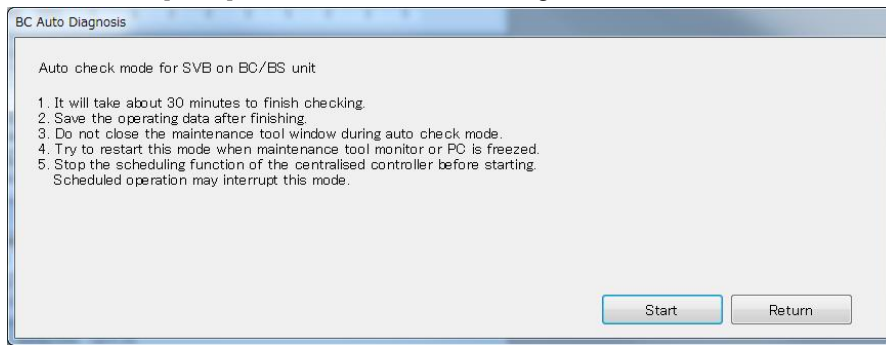 BC Auto Diagnosis
Auto check mode for SVB on BC/BS unit
1. It will take about 30 minutes to finish checking.
2. Save the operating data after finishing.
3. Do not close the maintenance tool window during auto check mode.
4. Try to restart this mode when maintenance tool monitor or PC is freezed.
5. Stop the scheduling function of the centralised controller before starting.
Scheduled operation may interrupt this mode.
Start Return